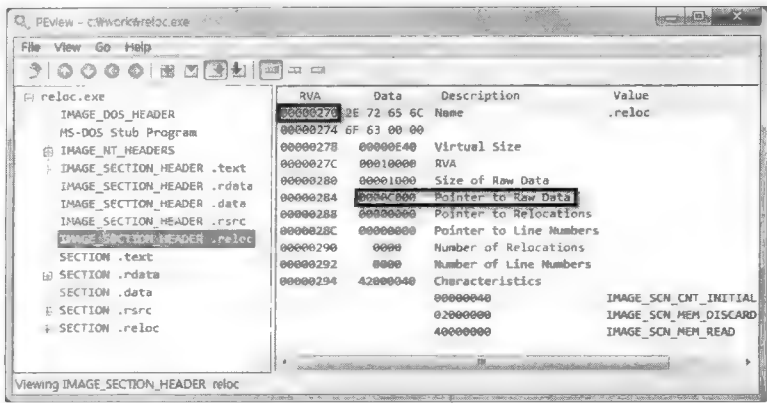 PEView - c:\work\reloc.exe
File View Go Help
reloc.exe
IMAGE_DOS_HEADER
MS-DOS Stub Program
IMAGE_NT_HEADERS
IMAGE_SECTION_HEADER .text
IMAGE_SECTION_HEADER .rdata
IMAGE_SECTION_HEADER .data
IMAGE_SECTION_HEADER .rsrc
IMAGE_SECTION_HEADER .reloc
SECTION .text
SECTION .rdata
SECTION .data
SECTION .rsrc
SECTION .reloc
RVA Data Description Value
00000270 2E 72 65 6C Name .reloc
00000274 6F 63 00 00
00000278 00000E40 Virtual Size
0000027C 00010000 RVA
00000280 00001000 Size of Raw Data
00000284 0000C000 Pointer to Raw Data
00000288 00000000 Pointer to Relocations
0000028C 00000000 Pointer to Line Numbers
00000290 0000 Number of Relocations
00000292 0000 Number of Line Numbers
00000294 42000040 Characteristics
00000040 IMAGE_SCN_CNT_INITIAL
02000000 IMAGE_SCN_MEM_DISCARD
40000000 IMAGE_SCN_MEM_READ
Viewing IMAGE_SECTION_HEADER reloc